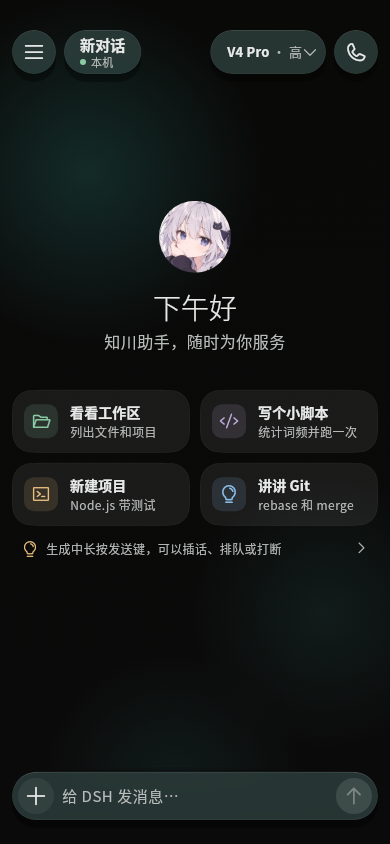 新对话
本机
V4 Pro · 高
下午好
知川助手，随时为你服务
看看工作区
列出文件和项目
写个小脚本
统计词频并跑一次
新建项目
Node.js 带测试
讲讲 Git
rebase 和 merge
生成中长按发送键，可以插话、排队或打断
给 DSH 发消息…